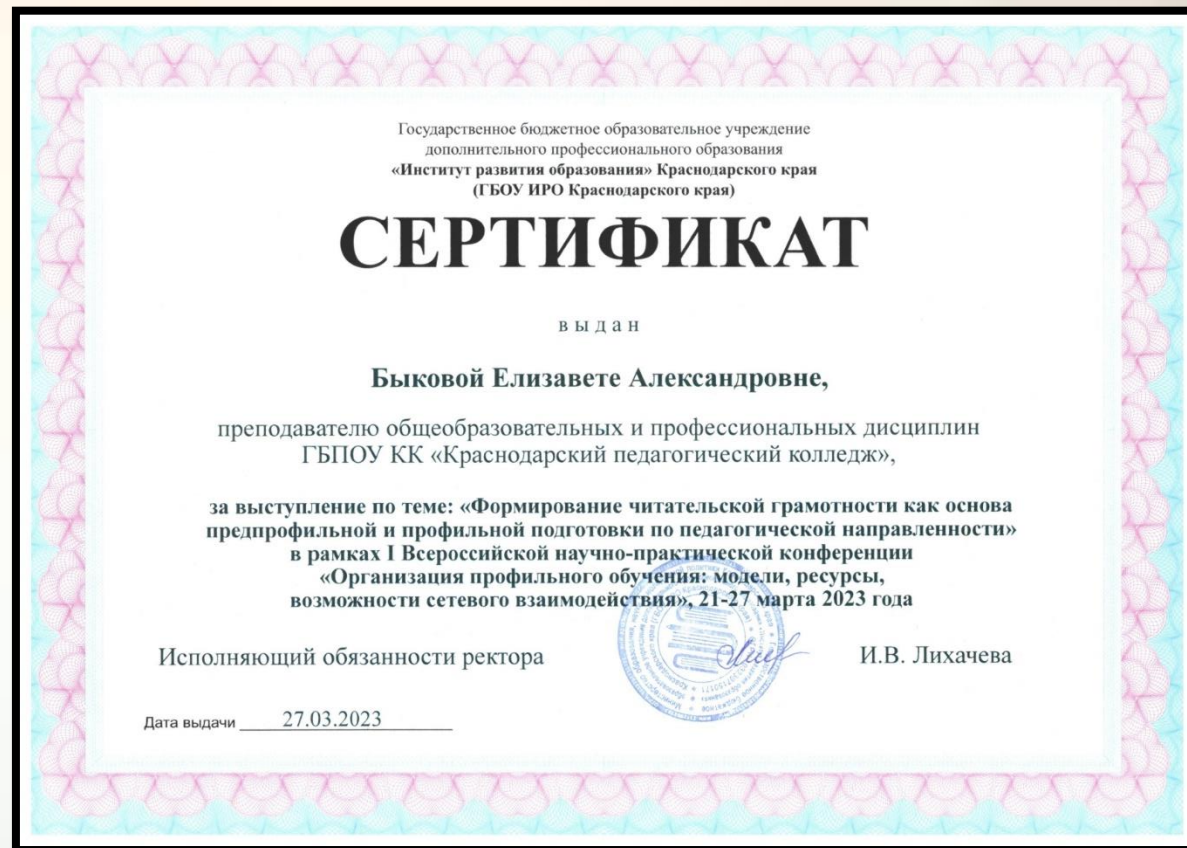 Государственное бюджетное образовательное учреждение
дополнительного профессионального образования
«Институт развития образования» Краснодарского края
(ГБОУ ИРО Краснодарского края)
СЕРТИФИКАТ
выдан
Быковой Елизавете Александровне,
преподавателю общеобразовательных и профессиональных дисциплин
ГБПОУ КК «Краснодарский педагогический колледж»,
за выступление по теме: «Формирование читательской грамотности как основа
предпрофильной и профильной подготовки по педагогической направленности»
в рамках I Всероссийской научно-практической конференции
«Организация профильного обучения: модели, ресурсы,
возможности сетевого взаимодействия», 21-27 марта 2023 года
Исполняющий обязанности ректора
И.В. Лихачева
Дата выдачи 27.03.2023